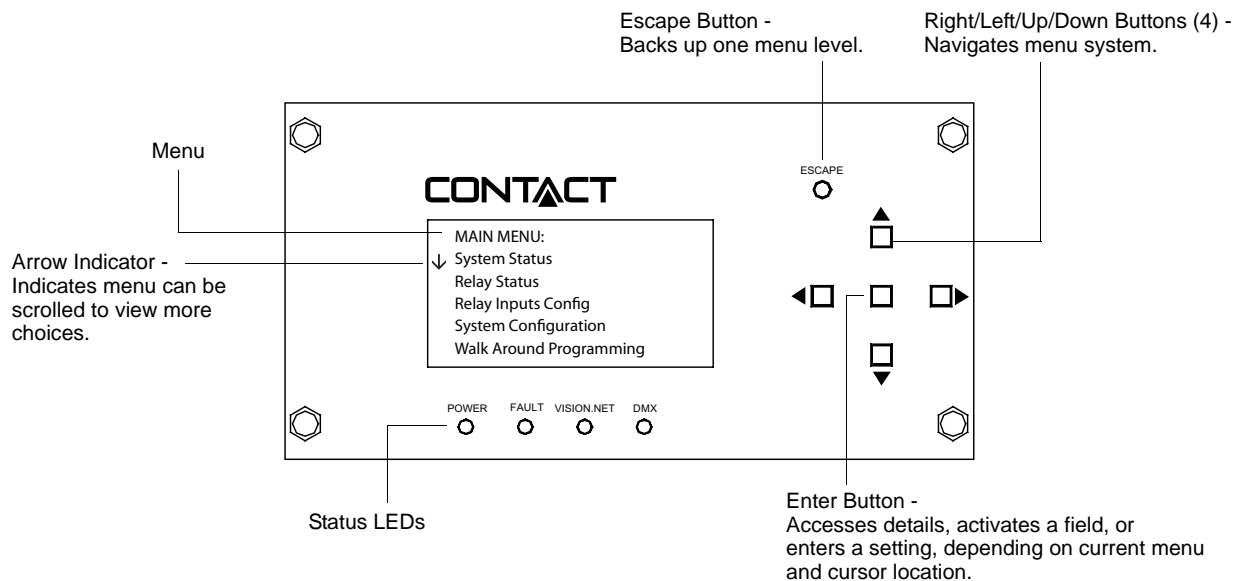 Escape Button -
Backs up one menu level.
Right/Left/Up/Down Buttons (4) -
Navigates menu system.
Menu
ESCAPE
CONTACT
MAIN MENU:
System Status
Relay Status
Relay Inputs Config
System Configuration
Walk Around Programming
Arrow Indicator -
Indicates menu can be
scrolled to view more
choices.
POWER FAULT VISION.NET DMX
Status LEDs
Enter Button -
Accesses details, activates a field, or
enters a setting, depending on current menu
and cursor location.